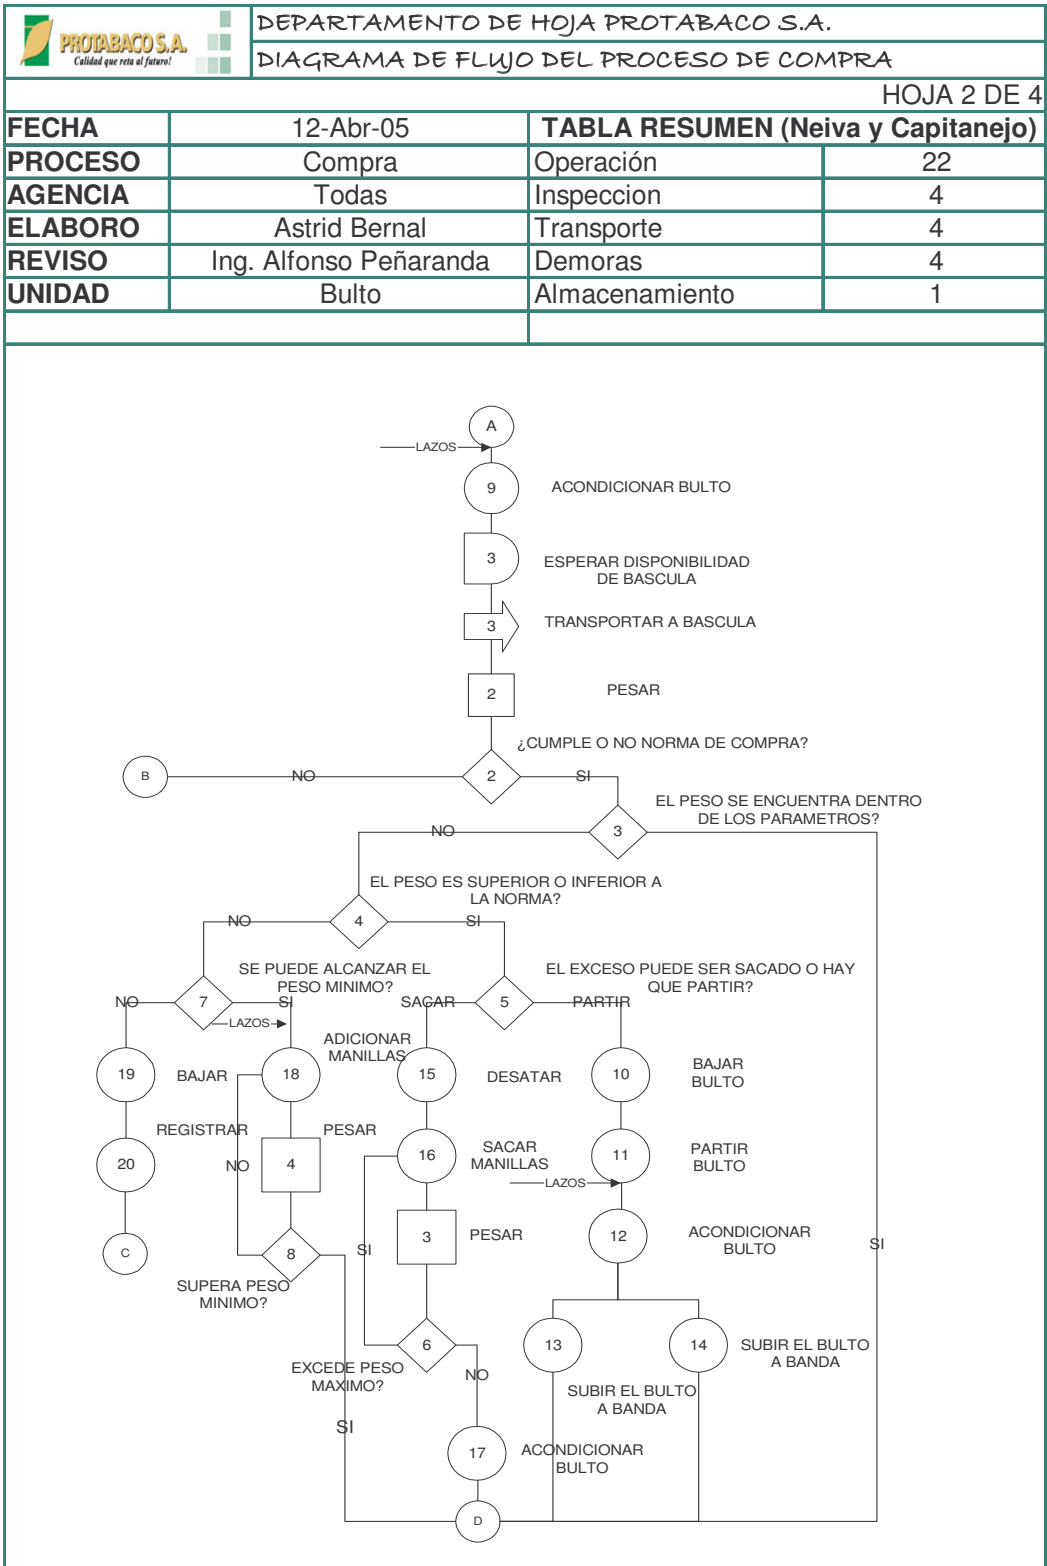 PROTABACO S.A.
Calidad que reta al futuro!
DEPARTAMENTO DE HOJA PROTABACO S.A.
DIAGRAMA DE FLUJO DEL PROCESO DE COMPRA
HOJA 2 DE 4
FECHA 12-Abr-05 TABLA RESUMEN (Neiva y Capitanejo)
PROCESO Compra Operación 22
AGENCIA Todas Inspeccion 4
ELABORO Astrid Bernal Transporte 4
REVISO Ing. Alfonso Peñaranda Demoras 4
UNIDAD Bulto Almacenamiento 1
A
LAZOS
9 ACONDICIONAR BULTO
3 ESPERAR DISPONIBILIDAD
DE BASCULA
3 TRANSPORTAR A BASCULA
2 PESAR
¿CUMPLE O NO NORMA DE COMPRA?
B NO 2 SI
EL PESO SE ENCUENTRA DENTRO
DE LOS PARAMETROS?
NO 3
EL PESO ES SUPERIOR O INFERIOR A
LA NORMA?
NO 4 SI
SE PUEDE ALCANZAR EL
PESO MINIMO?
EL EXCESO PUEDE SER SACADO O HAY
QUE PARTIR?
NO 7 SI SACAR 5 PARTIR
LAZOS
ADICIONAR
MANILLAS
19 BAJAR 18 15 DESATAR 10 BAJAR
BULTO
REGISTRAR PESAR
20 NO 4 16 SACAR
MANILLAS 11 PARTIR
BULTO
LAZOS
C 8 SI 3 PESAR 12 ACONDICIONAR
BULTO SI
SUPERA PESO
MINIMO?
6 13 14 SUBIR EL BULTO
A BANDA
EXCEDE PESO
MAXIMO?
NO
SUBIR EL BULTO
A BANDA
SI
17 ACONDICIONAR
BULTO
D